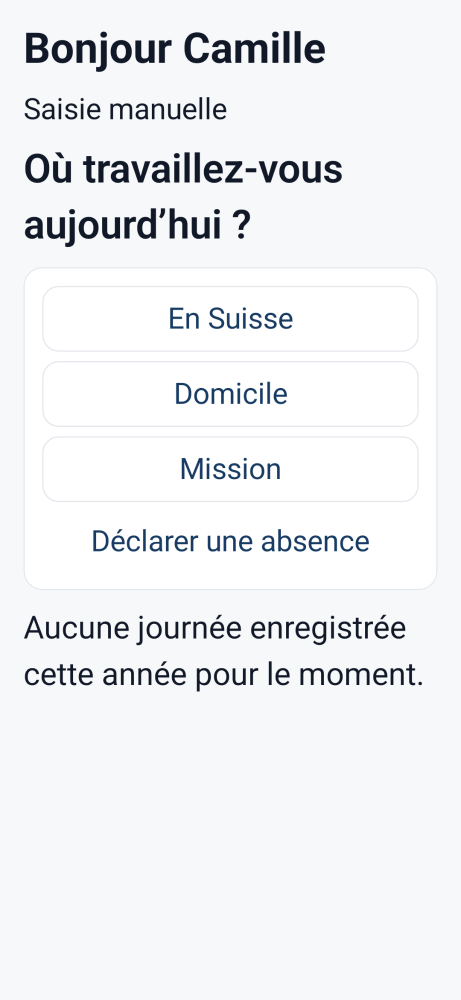 Bonjour Camille
Saisie manuelle
Où travaillez-vous
aujourd’hui ?
En Suisse
Domicile
Mission
Déclarer une absence
Aucune journée enregistrée
cette année pour le moment.